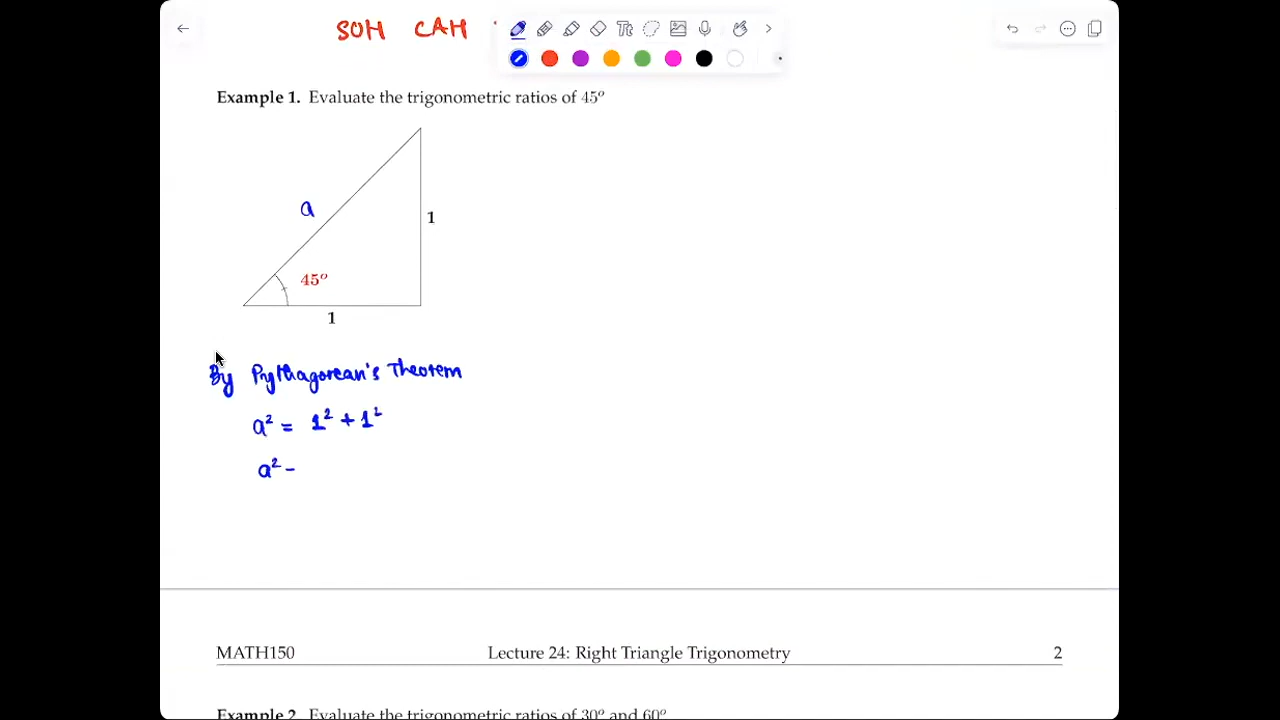 SOH CAH
Example 1. Evaluate the trigonometric ratios of 45°
a
1
45°
1
By Pythagorean's Theorem
a² = 1² + 1²
a² -
MATH150 Lecture 24: Right Triangle Trigonometry 2
Example 2. Evaluate the trigonometric ratios of 30° and 60°